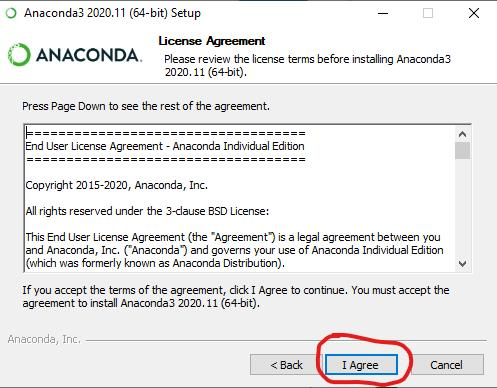 Anaconda3 2020.11 (64-bit) Setup
ANACONDA.
License Agreement
Please review the license terms before installing Anaconda3
2020.11 (64-bit).
Press Page Down to see the rest of the agreement.
===================================
End User License Agreement - Anaconda Individual Edition
===================================
Copyright 2015-2020, Anaconda, Inc.
All rights reserved under the 3-clause BSD License:
This End User License Agreement (the "Agreement") is a legal agreement between you
and Anaconda, Inc. ("Anaconda") and governs your use of Anaconda Individual Edition
(which was formerly known as Anaconda Distribution).
If you accept the terms of the agreement, click I Agree to continue. You must accept the
agreement to install Anaconda3 2020.11 (64-bit).
Anaconda, Inc.
< Back
I Agree
Cancel